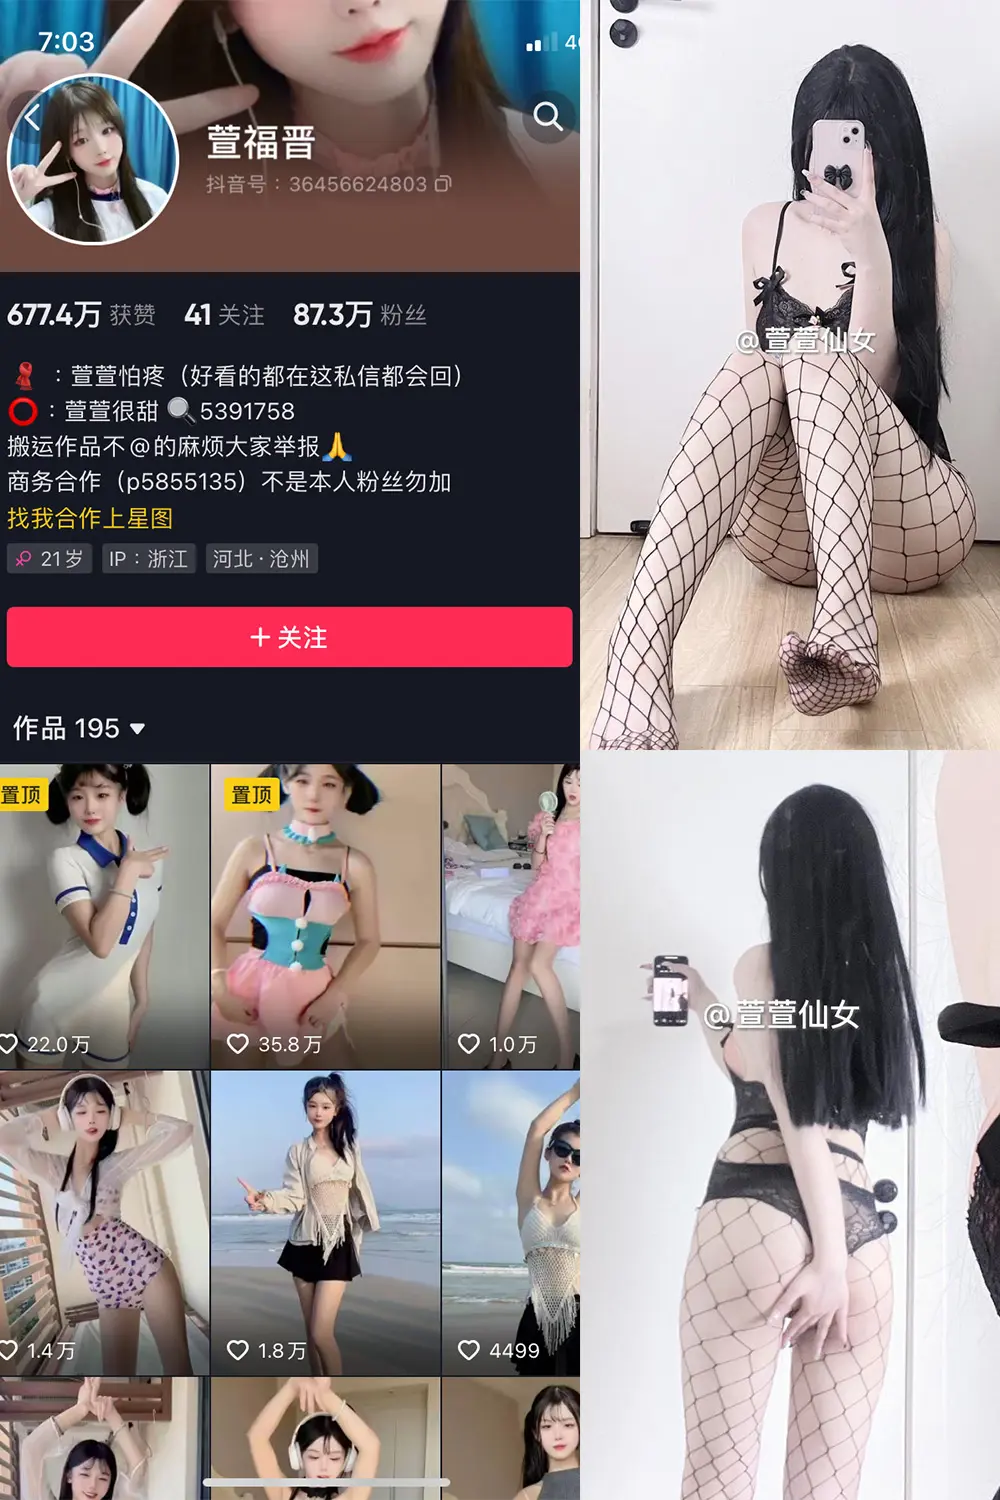 7:03
萱福晋
抖音号：36456624803
677.4万 获赞 41 关注 87.3万 粉丝
：萱萱怕疼（好看的都在这私信都会回）
：萱萱很甜 🔍5391758
搬运作品不@的麻烦大家举报🙏
商务合作（p5855135）不是本人粉丝勿加
找我合作上星图
21岁 IP：浙江 河北·沧州
+关注
作品 195
置顶
置顶
22.0万
35.8万
1.0万
1.4万
1.8万
4499
@萱萱仙女
@萱萱仙女